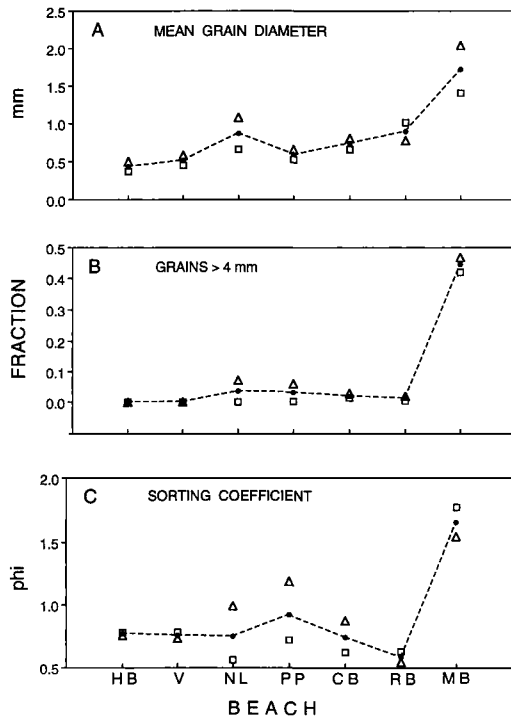 A MEAN GRAIN DIAMETER
2.5
2.0
1.5
1.0
0.5
0.0
mm
B GRAINS > 4 mm
0.5
0.4
0.3
0.2
0.1
0.0
FRACTION
C SORTING COEFFICIENT
2.0
1.5
1.0
0.5
phi
HB V NL PP CB RB MB
BEACH